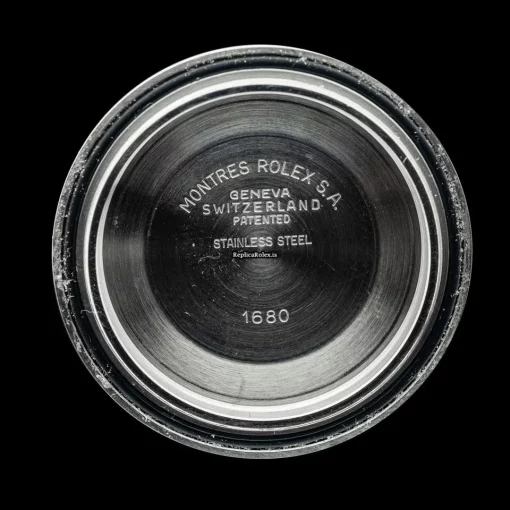 MONTRES ROLEX S.A.
GENEVA
SWITZERLAND
PATENTED
STAINLESS STEEL
ReplicaRolex.is
1680